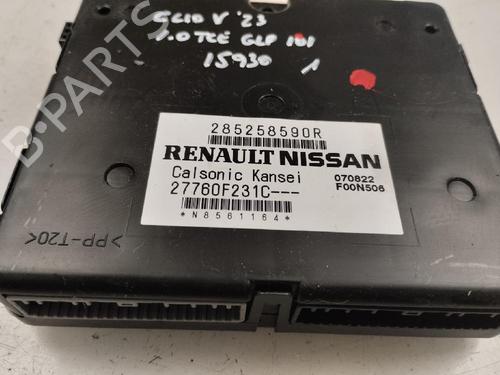 CLIO V '23
1.0 TCE GLP 101
15930 1
285258590R
RENAULT NISSAN
Calsonic Kansei
070822
27760F231C---
F00N506
*N8561164*
>PP-T20<
B-PARTS